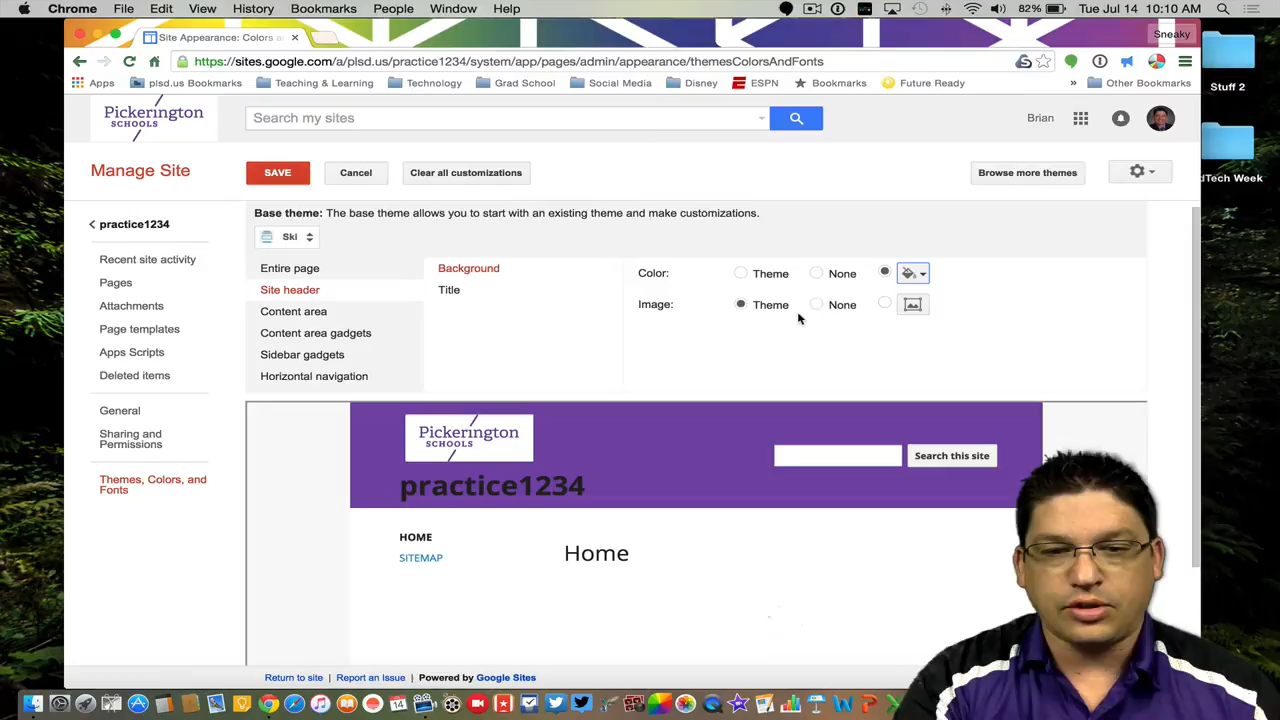 Chrome File Edit View History Bookmarks People Window Help 82% Tue Jul 14 10:10 AM
Site Appearance: Colors a
Sneaky
https://sites.google.com/a/plsd.us/practice1234/system/app/pages/admin/appearance/themesColorsAndFonts
Apps plsd.us Bookmarks Teaching & Learning Technology Grad School Social Media Disney ESPN Bookmarks Future Ready » Other Bookmarks
Stuff 2
Pickerington
SCHOOLS
Search my sites
Brian
Manage Site
SAVE
Cancel
Clear all customizations
Browse more themes
dTech Week
practice1234
Recent site activity
Pages
Attachments
Page templates
Apps Scripts
Deleted items
General
Sharing and
Permissions
Themes, Colors, and
Fonts
Base theme: The base theme allows you to start with an existing theme and make customizations.
Ski
Entire page
Site header
Content area
Content area gadgets
Sidebar gadgets
Horizontal navigation
Background
Title
Color: Theme None
Image: Theme None
Pickerington
SCHOOLS
Search this site
practice1234
HOME
SITEMAP
Home
Return to site | Report an Issue | Powered by Google Sites
14